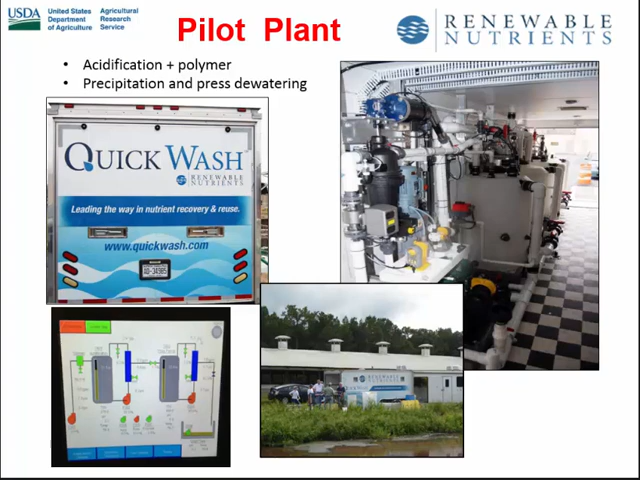 USDA
United States
Department
of Agriculture
Agricultural
Research
Service
Pilot Plant
RENEWABLE
NUTRIENTS
• Acidification + polymer
• Precipitation and press dewatering
QUICK WASH
RENEWABLE
NUTRIENTS
Leading the way in nutrient recovery & reuse.
www.quickwash.com
RENEWABLE